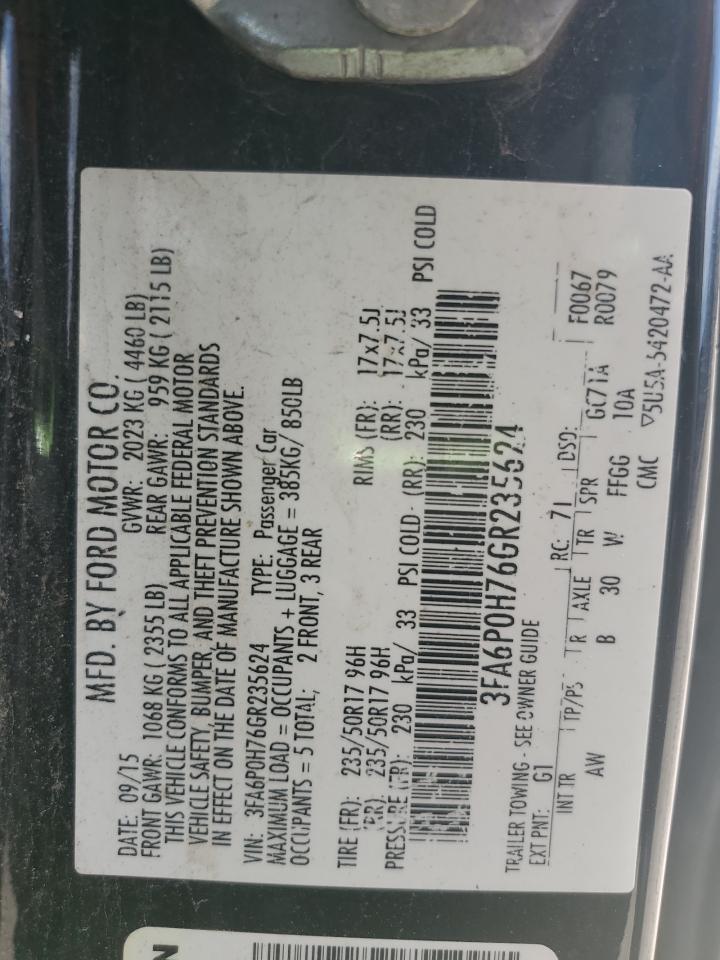 MFD. BY FORD MOTOR CO.
DATE: 09/15 GVWR: 2023 KG ( 4460 LB)
FRONT GAWR: 1068 KG ( 2355 LB) REAR GAWR: 959 KG ( 2115 LB)
THIS VEHICLE CONFORMS TO ALL APPLICABLE FEDERAL MOTOR
VEHICLE SAFETY, BUMPER, AND THEFT PREVENTION STANDARDS
IN EFFECT ON THE DATE OF MANUFACTURE SHOWN ABOVE.
VIN: 3FA6P0H76GR235624 TYPE: Passenger Car
MAXIMUM LOAD = OCCUPANTS + LUGGAGE = 385KG/ 850LB
OCCUPANTS = 5 TOTAL; 2 FRONT, 3 REAR
TIRE (FR): 235/50R17 96H RIMS (FR): 17x7.5J
(RR): 235/50R17 96H (RR): 17x7.5J
PRESSURE (FR): 230 kPa/ 33 PSI COLD (RR): 230 kPa/ 33 PSI COLD
3FA6P0H76GR235624
TRAILER TOWING - SEE OWNER GUIDE
EXT PNT: G1 RC: 71 DSO: F0067
INT TR TP/PS R AXLE TR SPR GC71A R0079
AW B 30 W FFGG 10A
CMC ▽5U5A-5420472-AA
N